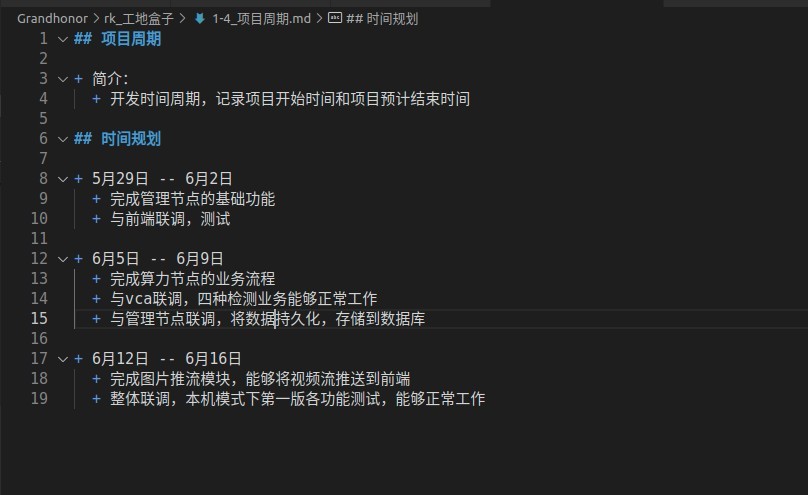 Grandhonor > rk_工地盒子 > 1-4_项目周期.md > abc ## 时间规划
1 ## 项目周期
2
3 + 简介：
4 + 开发时间周期，记录项目开始时间和项目预计结束时间
5
6 ## 时间规划
7
8 + 5月29日 -- 6月2日
9 + 完成管理节点的基础功能
10 + 与前端联调，测试
11
12 + 6月5日 -- 6月9日
13 + 完成算力节点的业务流程
14 + 与vca联调，四种检测业务能够正常工作
15 + 与管理节点联调，将数据持久化，存储到数据库
16
17 + 6月12日 -- 6月16日
18 + 完成图片推流模块，能够将视频流推送到前端
19 + 整体联调，本机模式下第一版各功能测试，能够正常工作